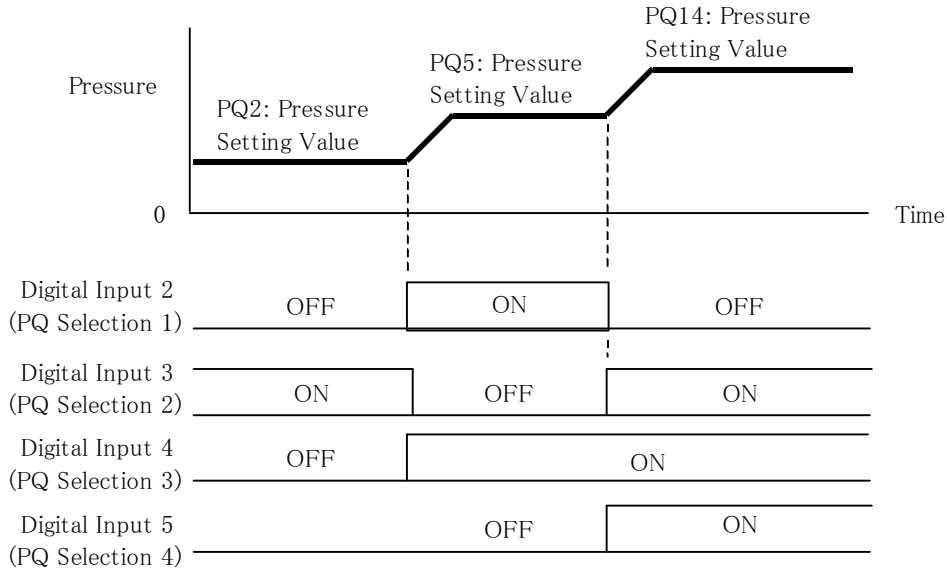 PQ14: Pressure
Setting Value
PQ5: Pressure
Setting Value
Pressure
PQ2: Pressure
Setting Value
0
Time
Digital Input 2
(PQ Selection 1)
OFF
ON
OFF
Digital Input 3
(PQ Selection 2)
ON
OFF
ON
Digital Input 4
(PQ Selection 3)
OFF
ON
Digital Input 5
(PQ Selection 4)
OFF
ON